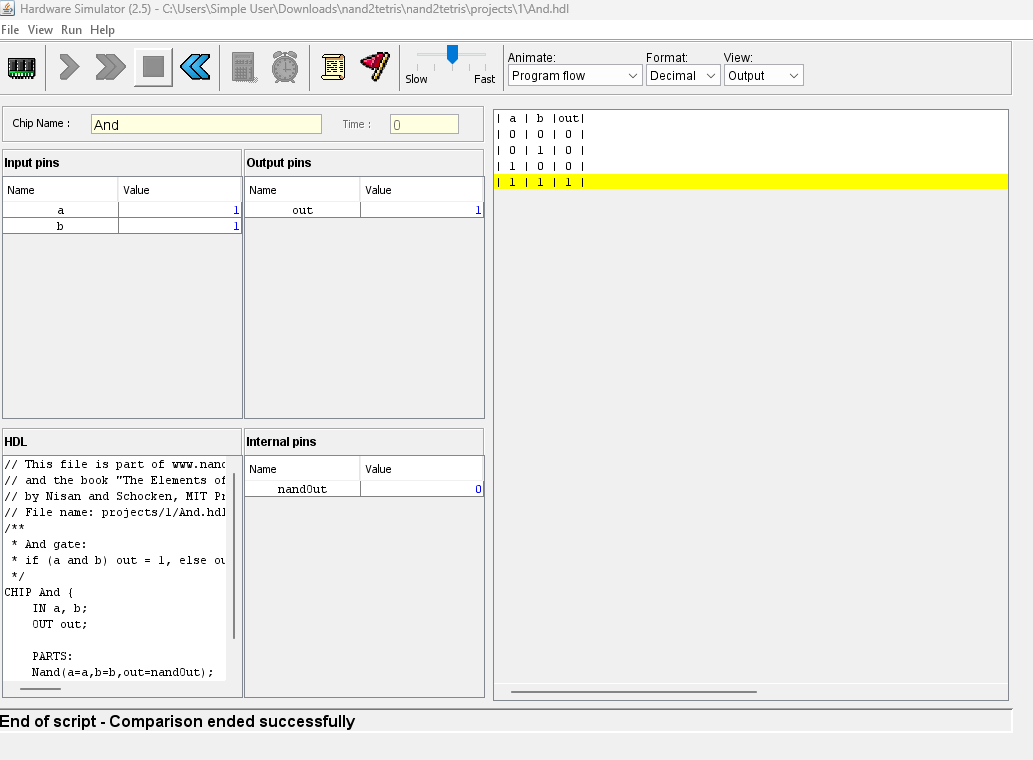 Hardware Simulator (2.5) - C:\Users\Simple User\Downloads\nand2tetris\nand2tetris\projects\1\And.hdl
File View Run Help
Slow Fast
Animate: Format: View:
Program flow Decimal Output
Chip Name : And Time : 0
Input pins
Name Value
a 1
b 1
Output pins
Name Value
out 1
| a | b |out|
| 0 | 0 | 0 |
| 0 | 1 | 0 |
| 1 | 0 | 0 |
| 1 | 1 | 1 |
HDL
// This file is part of www.nand
// and the book "The Elements of
// by Nisan and Schocken, MIT Pr
// File name: projects/1/And.hdl
/**
* And gate:
* if (a and b) out = 1, else ou
*/
CHIP And {
IN a, b;
OUT out;
PARTS:
Nand(a=a,b=b,out=nandOut);
Internal pins
Name Value
nandOut 0
End of script - Comparison ended successfully